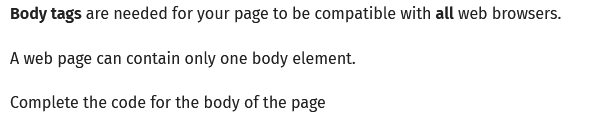 Body tags are needed for your page to be compatible with all web browsers.
A web page can contain only one body element.
Complete the code for the body of the page